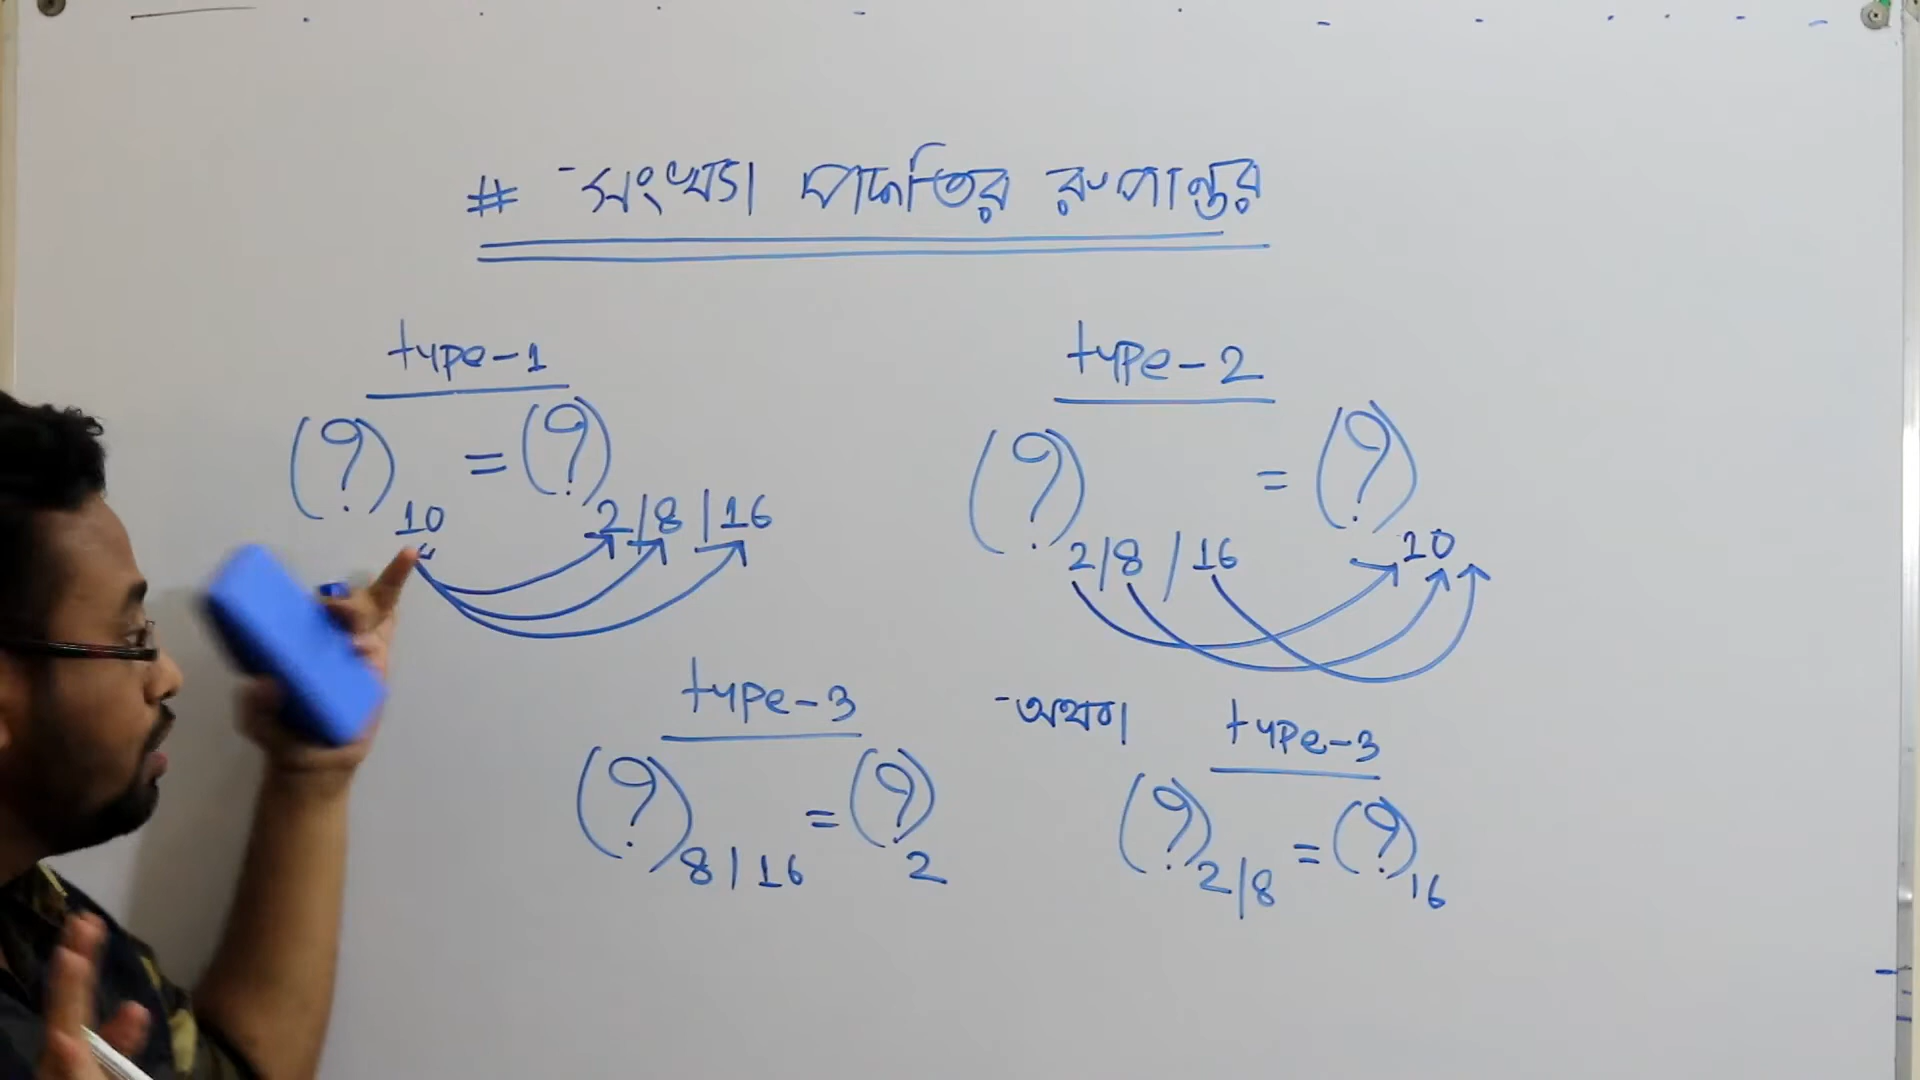 # সংখ্যা পদ্ধতির রুপান্তর
type-1
(?)10 = (?)2/8/16
type-2
(?)2/8/16 = (?)10
type-3
(?)8/16 = (?)2
অথবা
type-3
(?)2/8 = (?)16